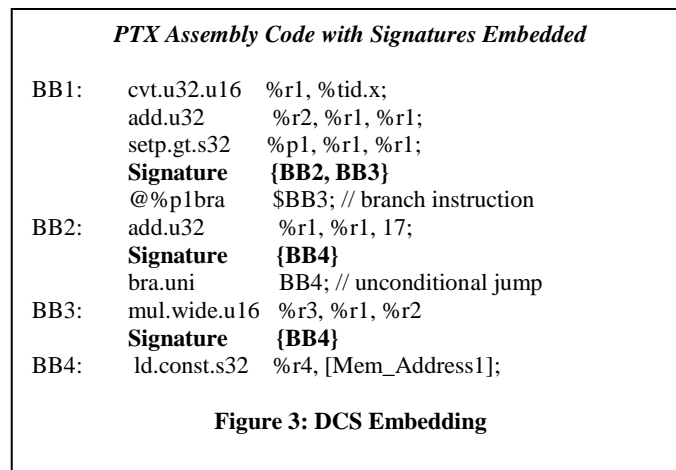 PTX Assembly Code with Signatures Embedded
BB1: cvt.u32.u16 %r1, %tid.x;
add.u32 %r2, %r1, %r1;
setp.gt.s32 %p1, %r1, %r1;
Signature {BB2, BB3}
@%p1bra $BB3; // branch instruction
BB2: add.u32 %r1, %r1, 17;
Signature {BB4}
bra.uni BB4; // unconditional jump
BB3: mul.wide.u16 %r3, %r1, %r2
Signature {BB4}
BB4: ld.const.s32 %r4, [Mem_Address1];
Figure 3: DCS Embedding